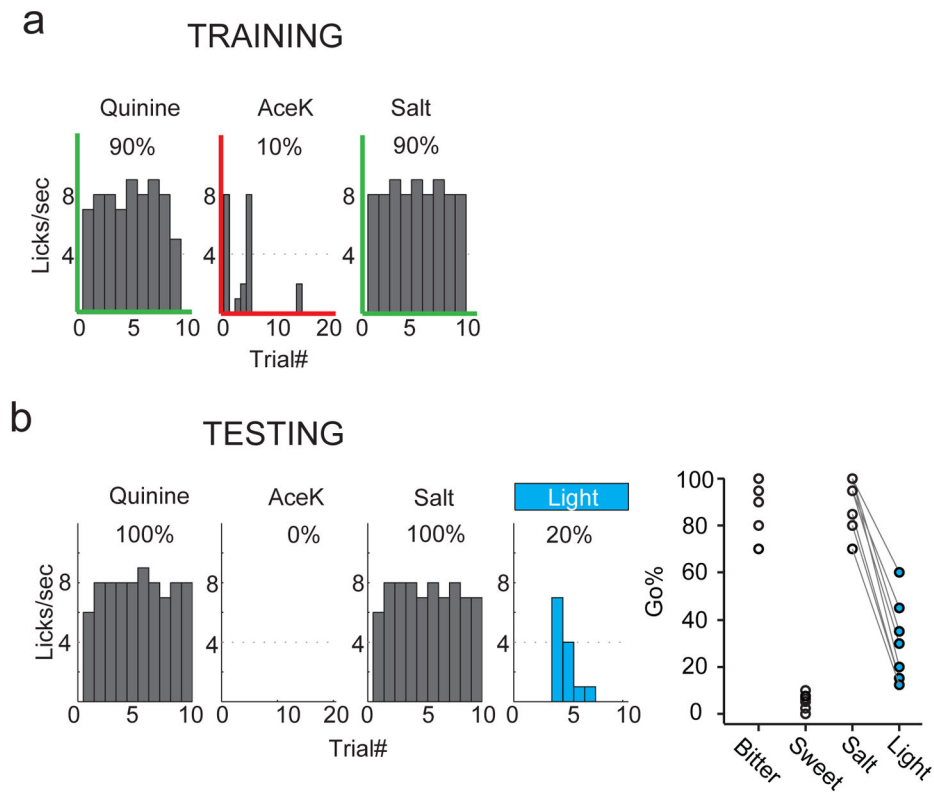 a
TRAINING
Quinine AceK Salt
90% 10% 90%
Licks/sec
8 8 8
4 4 4
0 5 10 0 10 20 0 5 10
Trial#
b
TESTING
Quinine AceK Salt Light
100% 0% 100% 20%
Licks/sec
8 8 8
4 4 4
0 5 10 0 10 20 0 5 10 0 5 10
Trial#
Go%
100
80
60
40
20
0
Bitter Sweet Salt Light